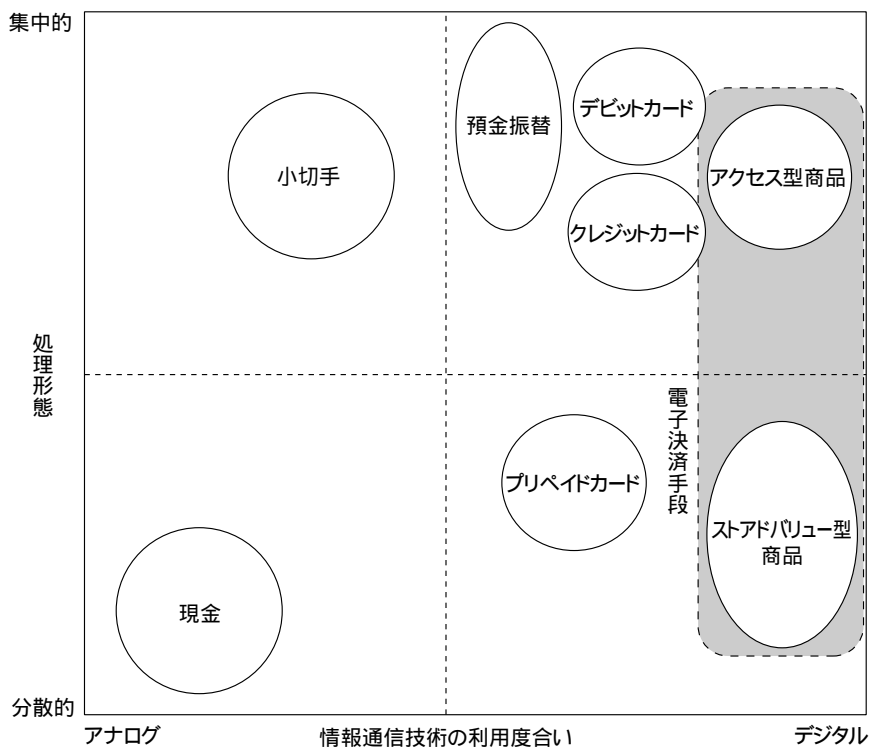 集中的
預金振替
デビットカード
小切手
アクセス型商品
クレジットカード
処理形態
電子決済手段
プリペイドカード
ストアドバリュー型
商品
現金
分散的
アナログ
情報通信技術の利用度合い
デジタル